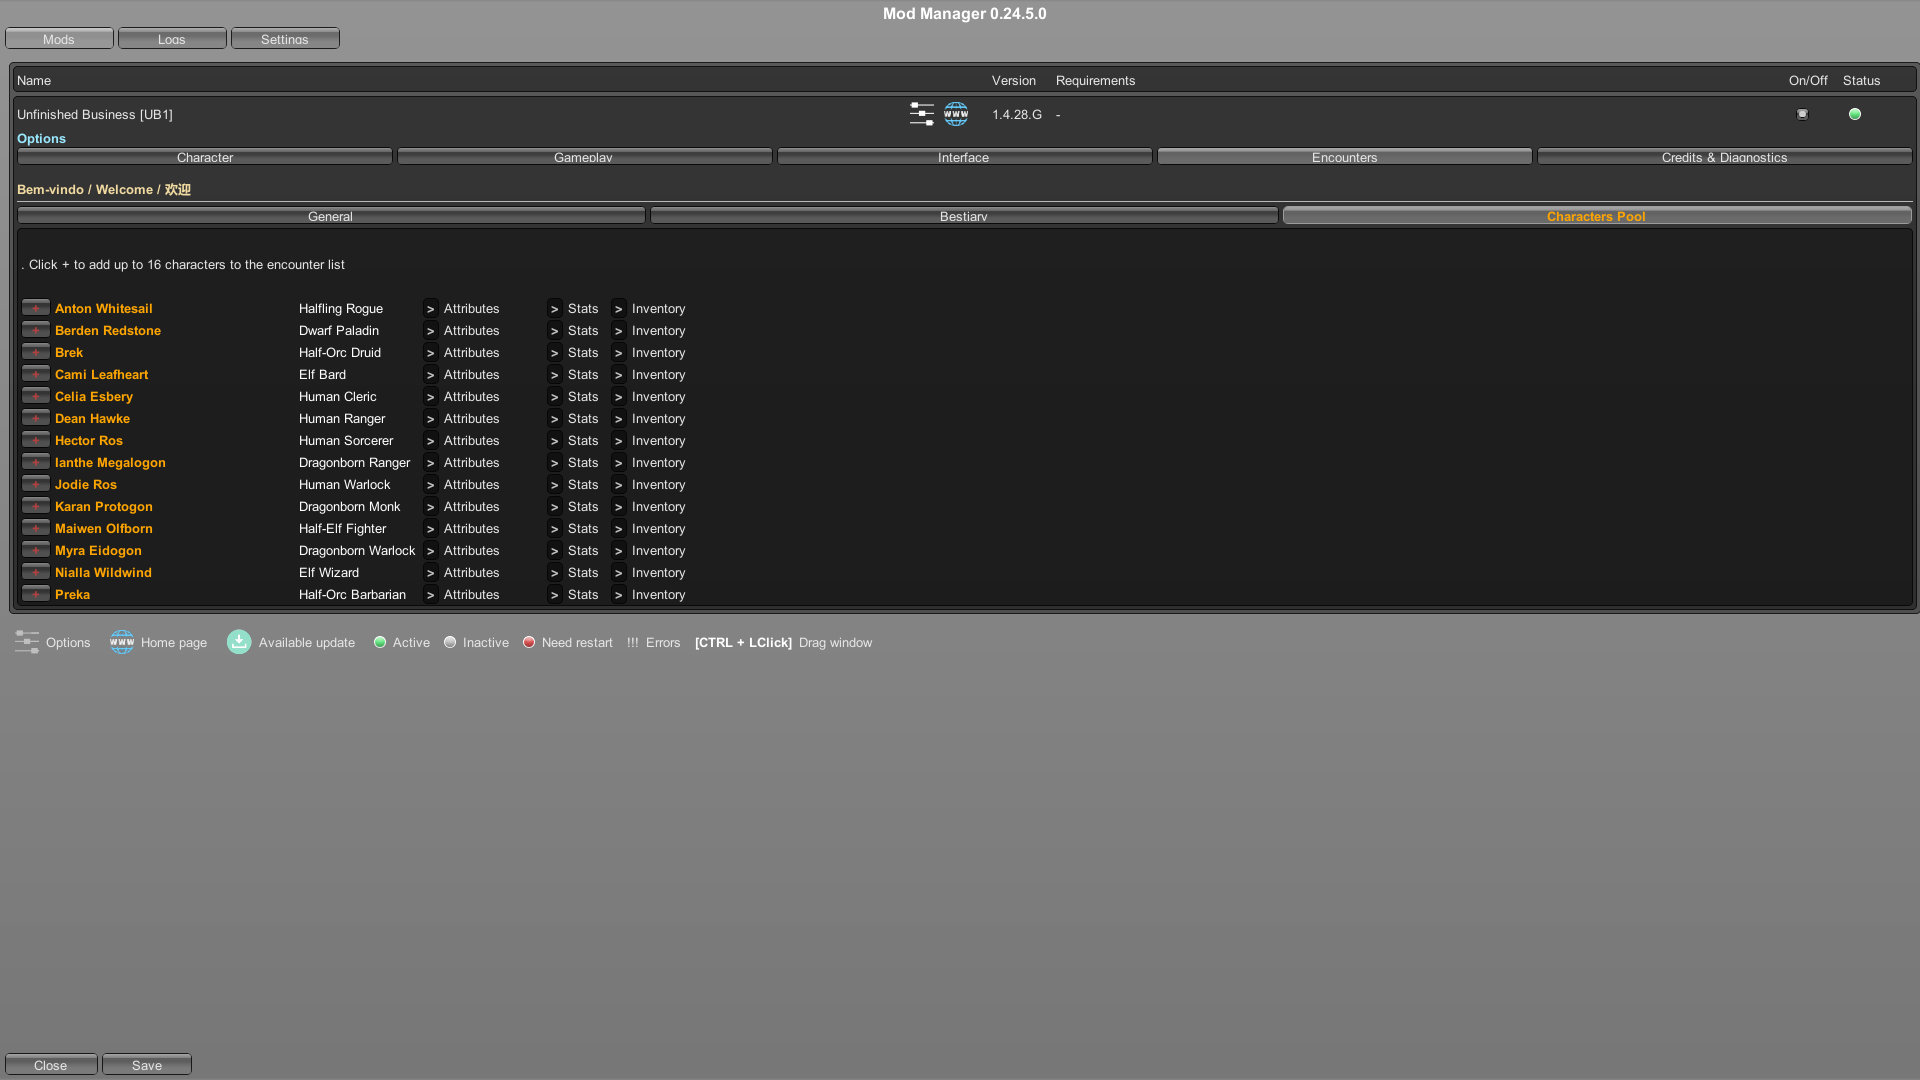 Mod Manager 0.24.5.0
Mods Logs Settings
Name Version Requirements On/Off Status
Unfinished Business [UB1] www 1.4.28.G - 
Options
Character Gameplay Interface Encounters Credits & Diagnostics
Bem-vindo / Welcome / 欢迎
General Bestiary Characters Pool
. Click + to add up to 16 characters to the encounter list
+ Anton Whitesail Halfling Rogue > Attributes > Stats > Inventory
+ Berden Redstone Dwarf Paladin > Attributes > Stats > Inventory
+ Brek Half-Orc Druid > Attributes > Stats > Inventory
+ Cami Leafheart Elf Bard > Attributes > Stats > Inventory
+ Celia Esbery Human Cleric > Attributes > Stats > Inventory
+ Dean Hawke Human Ranger > Attributes > Stats > Inventory
+ Hector Ros Human Sorcerer > Attributes > Stats > Inventory
+ Ianthe Megalogon Dragonborn Ranger > Attributes > Stats > Inventory
+ Jodie Ros Human Warlock > Attributes > Stats > Inventory
+ Karan Protogon Dragonborn Monk > Attributes > Stats > Inventory
+ Maiwen Olfborn Half-Elf Fighter > Attributes > Stats > Inventory
+ Myra Eidogon Dragonborn Warlock > Attributes > Stats > Inventory
+ Nialla Wildwind Elf Wizard > Attributes > Stats > Inventory
+ Preka Half-Orc Barbarian > Attributes > Stats > Inventory
Options www Home page Available update Active Inactive Need restart !!! Errors [CTRL + LClick] Drag window
Close Save